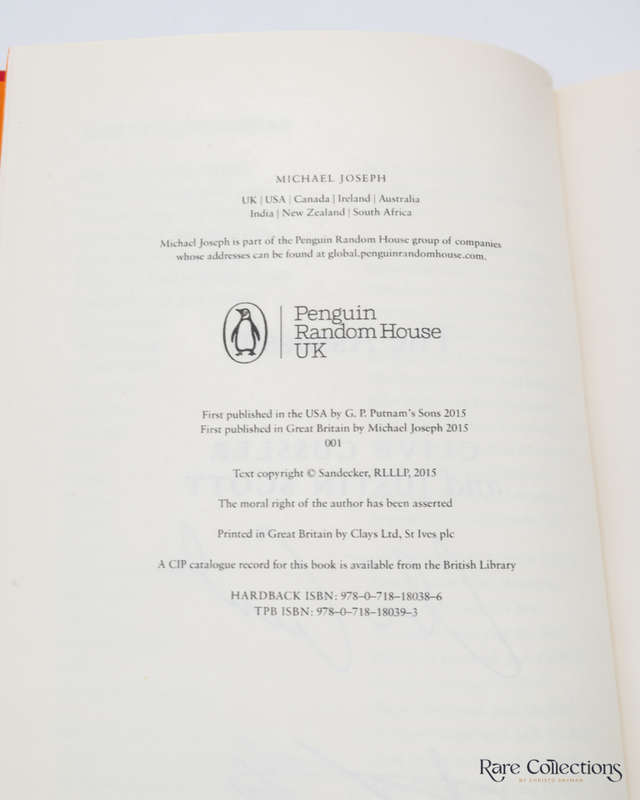 MICHAEL JOSEPH
UK | USA | Canada | Ireland | Australia
India | New Zealand | South Africa
Michael Joseph is part of the Penguin Random House group of companies
whose addresses can be found at global.penguinrandomhouse.com.
Penguin
Random House
UK
First published in the USA by G. P. Putnam's Sons 2015
First published in Great Britain by Michael Joseph 2015
001
Text copyright © Sandecker, RLLLP, 2015
The moral right of the author has been asserted
Printed in Great Britain by Clays Ltd, St Ives plc
A CIP catalogue record for this book is available from the British Library
HARDBACK ISBN: 978–0–718–18038–6
TPB ISBN: 978–0–718–18039–3
Rare Collections